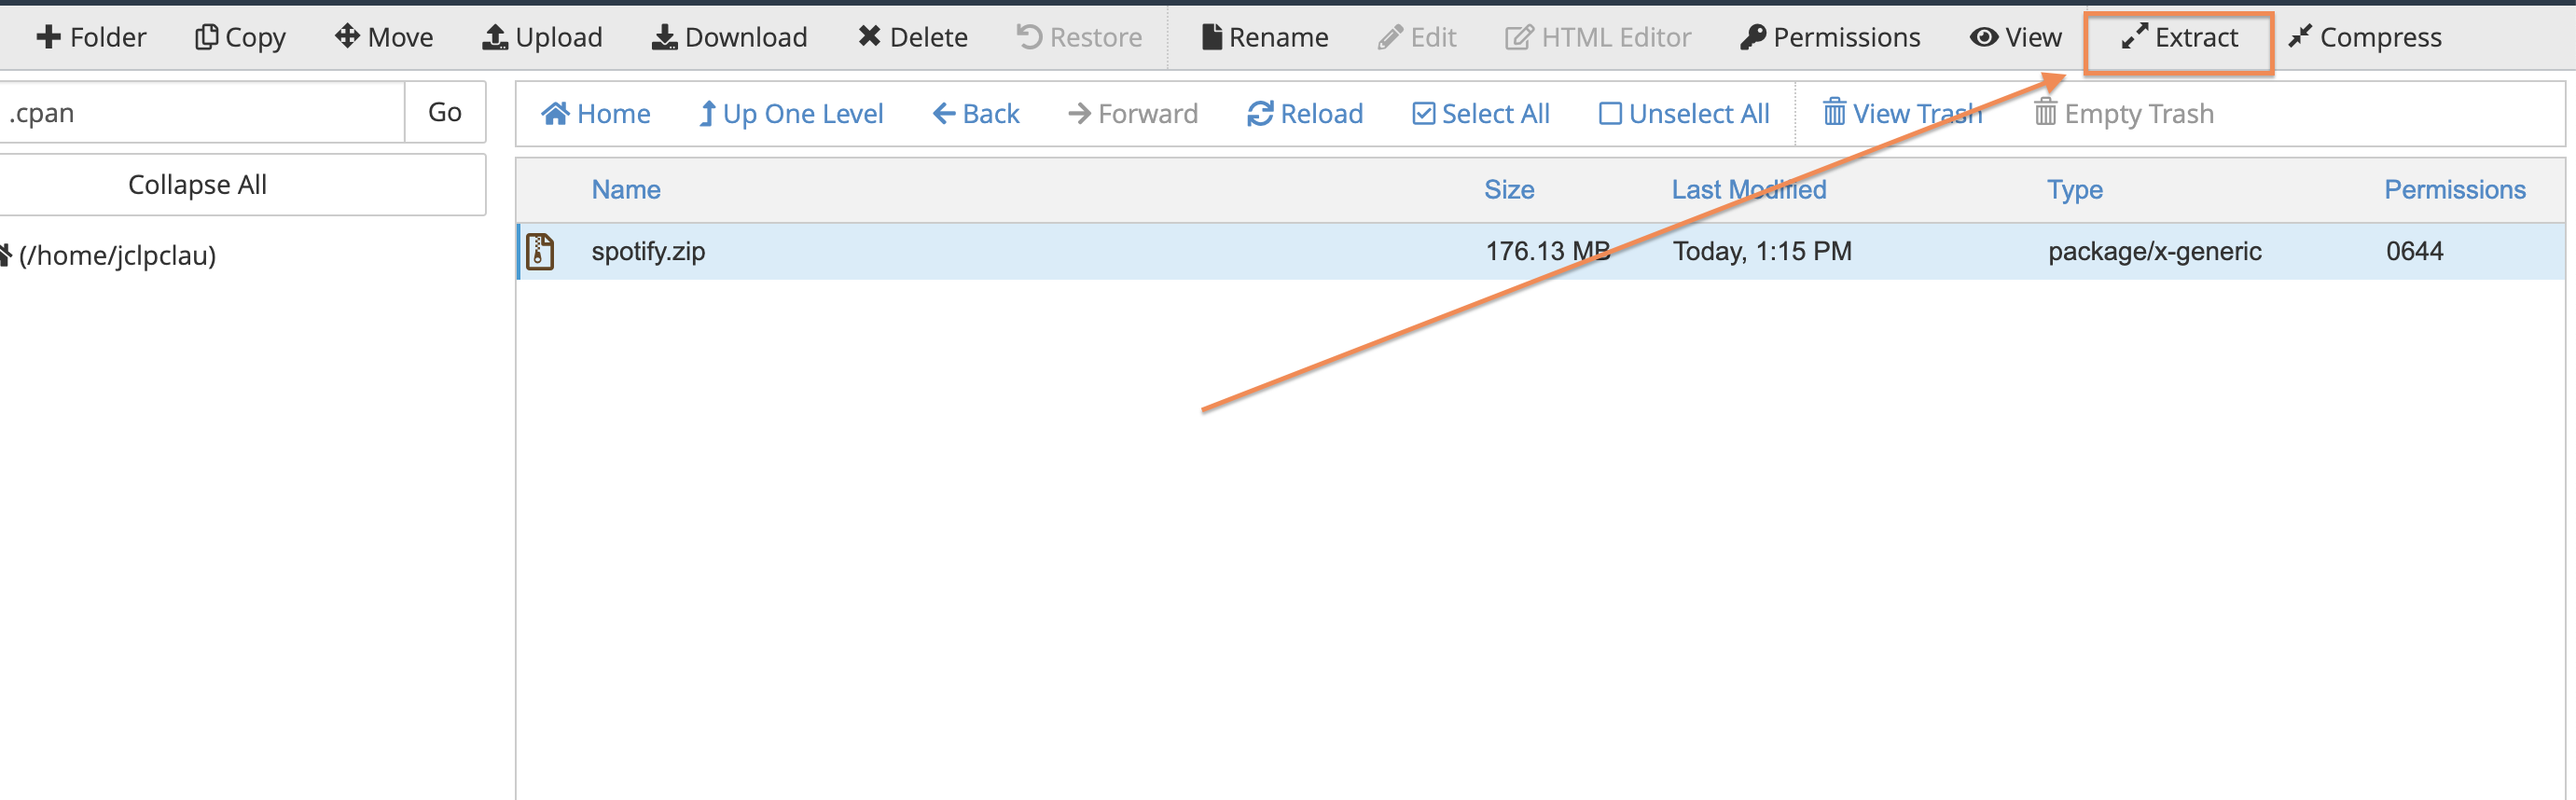 Folder Copy Move Upload Download Delete Restore Rename Edit HTML Editor Permissions View Extract Compress
.cpan Go
Home Up One Level Back Forward Reload Select All Unselect All View Trash Empty Trash
Collapse All
Name Size Last Modified Type Permissions
(/home/jclpclau)
spotify.zip 176.13 MB Today, 1:15 PM package/x-generic 0644